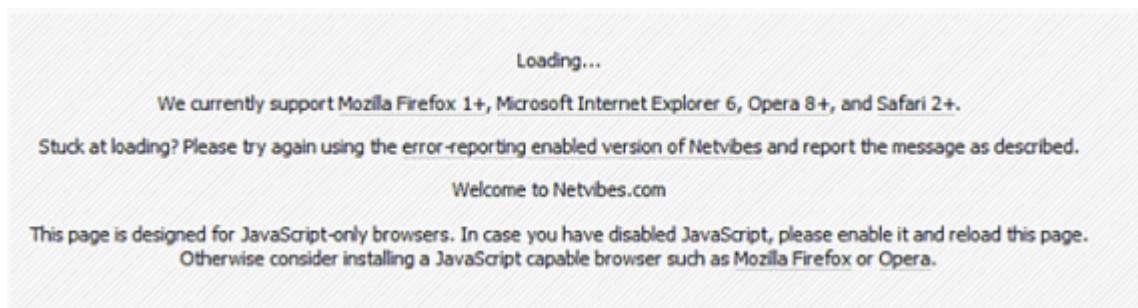 Loading...
We currently support Mozilla Firefox 1+, Microsoft Internet Explorer 6, Opera 8+, and Safari 2+.
Stuck at loading? Please try again using the error-reporting enabled version of Netvibes and report the message as described.
Welcome to Netvibes.com
This page is designed for JavaScript-only browsers. In case you have disabled JavaScript, please enable it and reload this page.
Otherwise consider installing a JavaScript capable browser such as Mozilla Firefox or Opera.